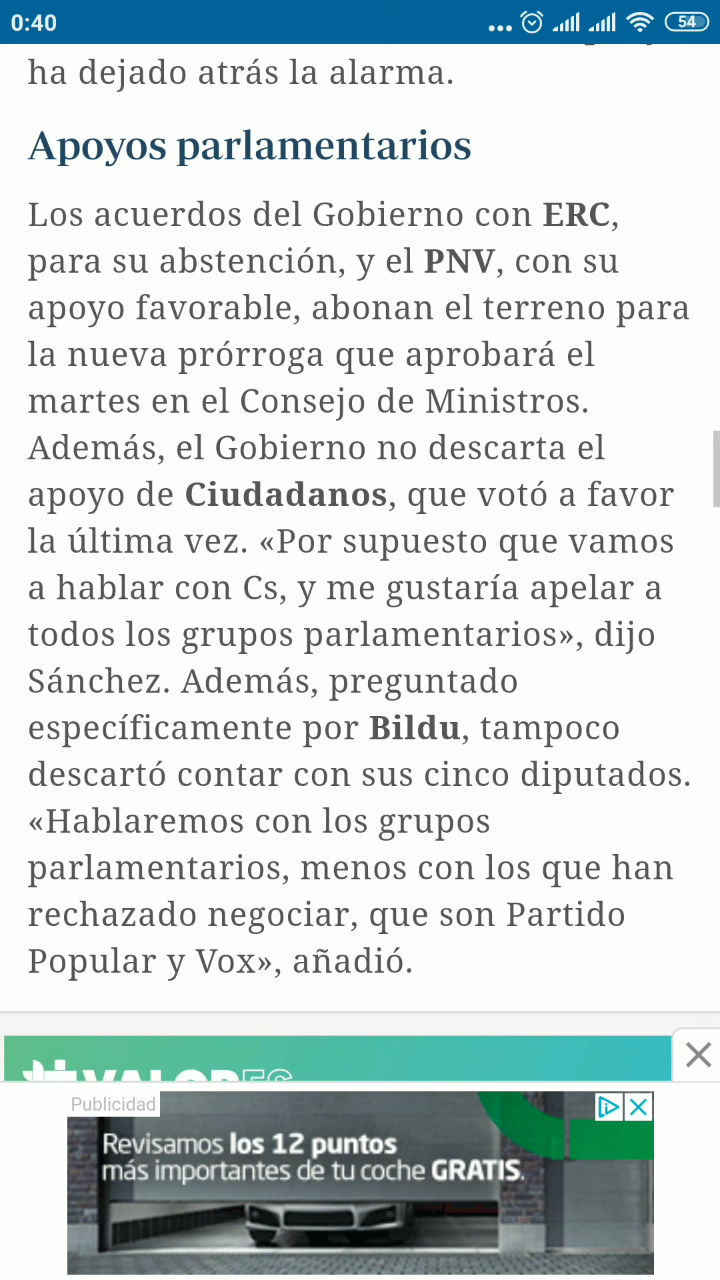 0:40
54
ha dejado atrás la alarma.
Apoyos parlamentarios
Los acuerdos del Gobierno con ERC,
para su abstención, y el PNV, con su
apoyo favorable, abonan el terreno para
la nueva prórroga que aprobará el
martes en el Consejo de Ministros.
Además, el Gobierno no descarta el
apoyo de Ciudadanos, que votó a favor
la última vez. «Por supuesto que vamos
a hablar con Cs, y me gustaría apelar a
todos los grupos parlamentarios», dijo
Sánchez. Además, preguntado
específicamente por Bildu, tampoco
descartó contar con sus cinco diputados.
«Hablaremos con los grupos
parlamentarios, menos con los que han
rechazado negociar, que son Partido
Popular y Vox», añadió.
Publicidad
Revisamos los 12 puntos
más importantes de tu coche GRATIS.